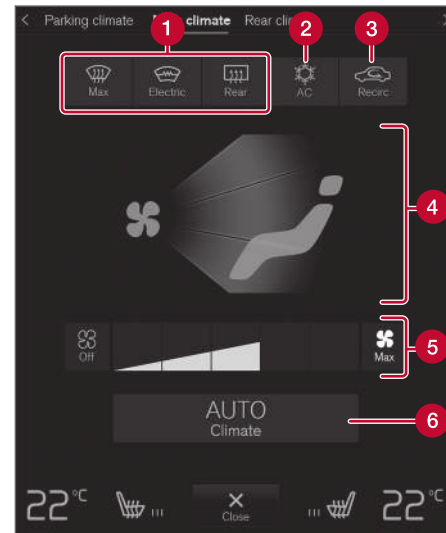 Parking climate climate Rear
1 2 3
Max Electric Rear AC Recirc
4
Off Max 5
AUTO
Climate 6
22°C Close 22°C